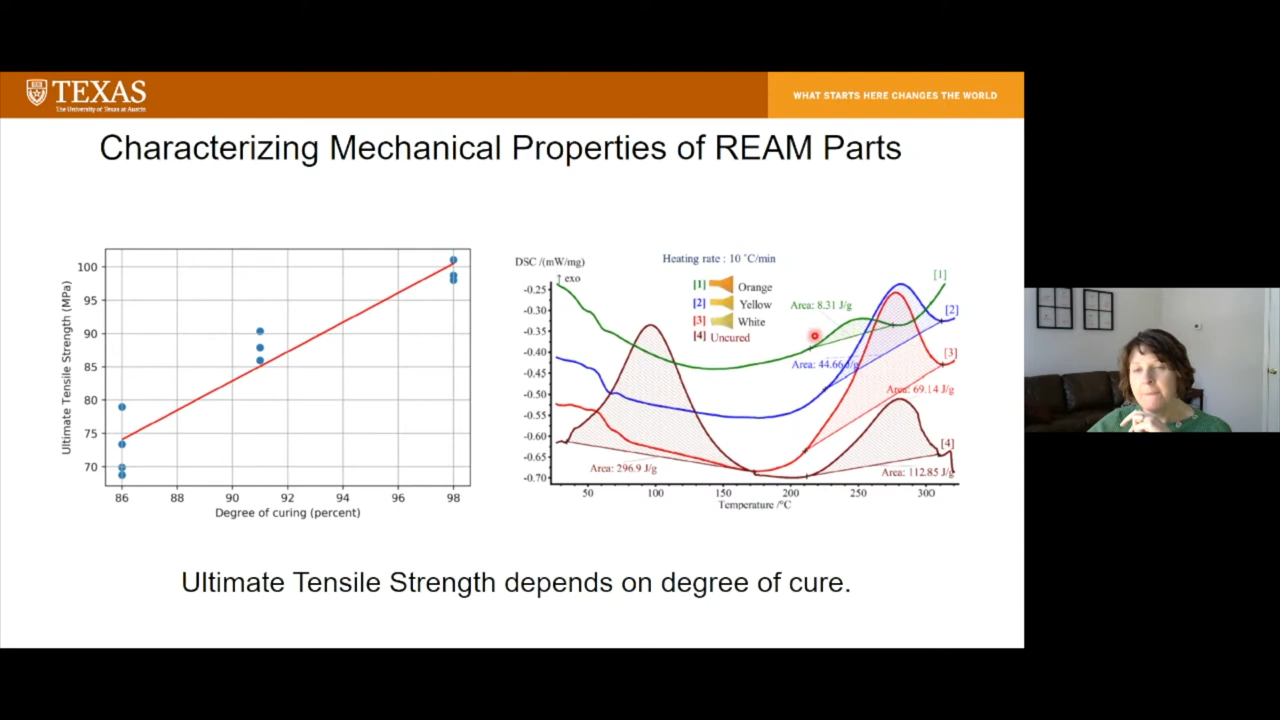 TEXAS
The University of Texas at Austin
WHAT STARTS HERE CHANGES THE WORLD
Characterizing Mechanical Properties of REAM Parts
Ultimate Tensile Strength (MPa)
100
95
90
85
80
75
70
86 88 90 92 94 96 98
Degree of curing (percent)
DSC /(mW/mg)
↑ exo
Heating rate : 10 °C/min
[1] Orange
[2] Yellow
[3] White
[4] Uncured
-0.25
-0.30
-0.35
-0.40
-0.45
-0.50
-0.55
-0.60
-0.65
-0.70
Area: 8.31 J/g
Area: 44.66J/g
Area: 69.14 J/g
Area: 296.9 J/g
Area: 112.85 J/g
[1]
[2]
[3]
[4]
50 100 150 200 250 300
Temperature /°C
Ultimate Tensile Strength depends on degree of cure.